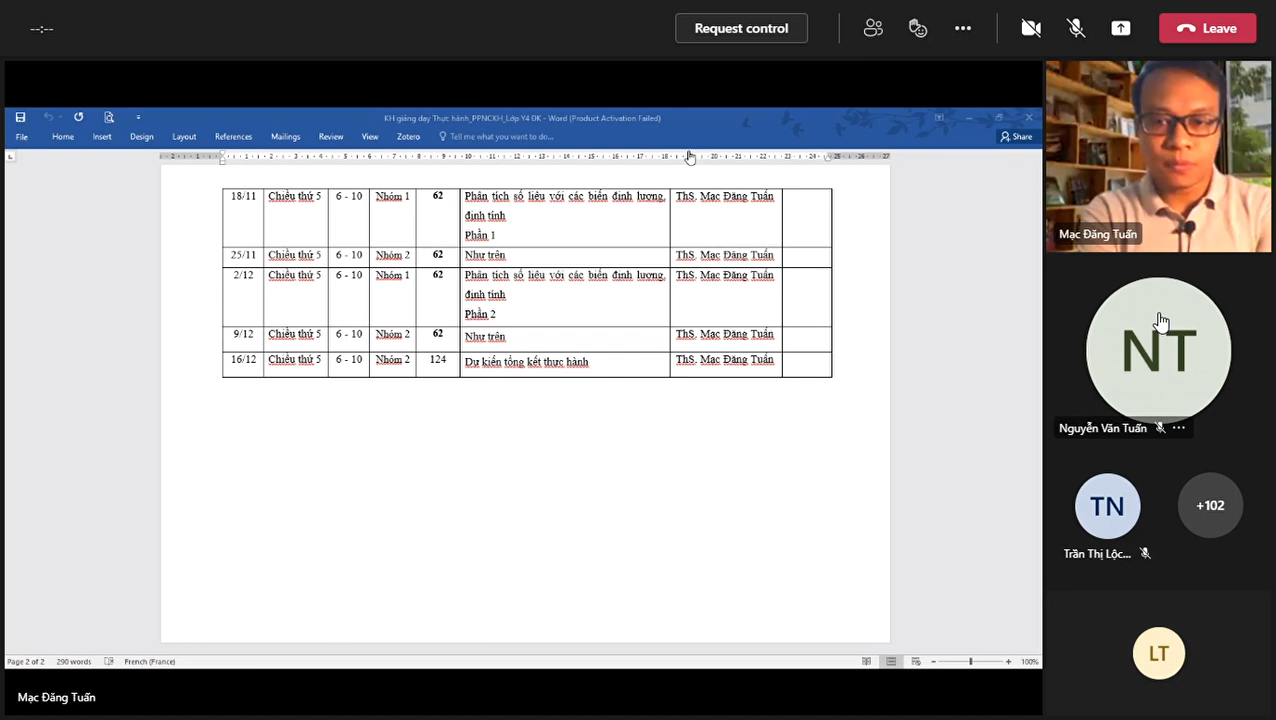 --:--
Request control
Leave
KH giảng dạy Thực hành_PPNCKH_Lớp Y4 ĐK - Word (Product Activation Failed)
File Home Insert Design Layout References Mailings Review View Zotero Tell me what you want to do... Share
18/11 Chiều thứ 5 6 - 10 Nhóm 1 62 Phân tích số liệu với các biến định lượng, ThS. Mạc Đăng Tuấn
định tính
Phần 1
25/11 Chiều thứ 5 6 - 10 Nhóm 2 62 Như trên ThS. Mạc Đăng Tuấn
2/12 Chiều thứ 5 6 - 10 Nhóm 1 62 Phân tích số liệu với các biến định lượng, ThS. Mạc Đăng Tuấn
định tính
Phần 2
9/12 Chiều thứ 5 6 - 10 Nhóm 2 62 Như trên ThS. Mạc Đăng Tuấn
16/12 Chiều thứ 5 6 - 10 Nhóm 2 124 Dự kiến tổng kết thực hành ThS. Mạc Đăng Tuấn
Page 2 of 2 290 words French (France) 100%
Mạc Đăng Tuấn
Mạc Đăng Tuấn
NT
Nguyễn Văn Tuấn
TN
+102
Trần Thị Lộc...
LT